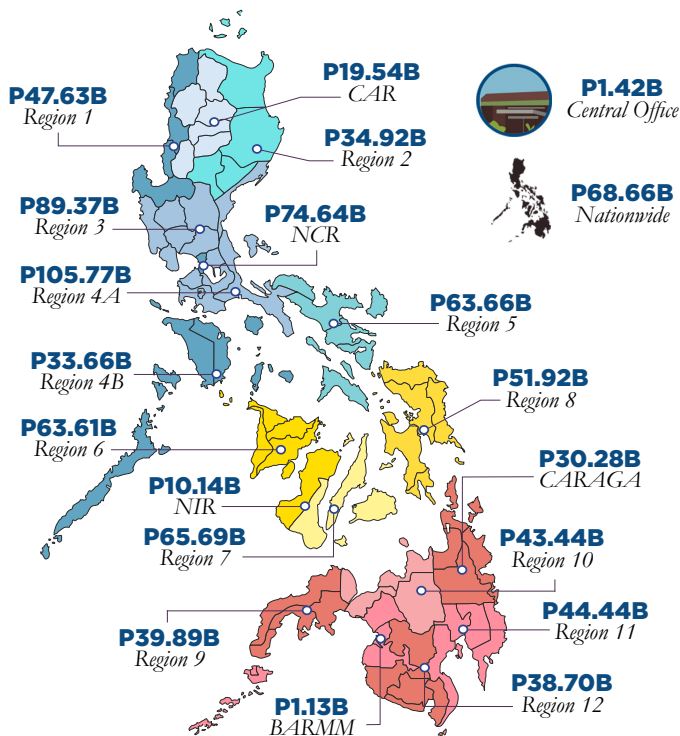 P19.54B
CAR
P1.42B
Central Office
P47.63B
Region 1
P34.92B
Region 2
P68.66B
Nationwide
P89.37B
Region 3
P74.64B
NCR
P105.77B
Region 4A
P63.66B
Region 5
P33.66B
Region 4B
P51.92B
Region 8
P63.61B
Region 6
P30.28B
CARAGA
P10.14B
NIR
P65.69B
Region 7
P43.44B
Region 10
P44.44B
Region 11
P39.89B
Region 9
P38.70B
Region 12
P1.13B
BARMM